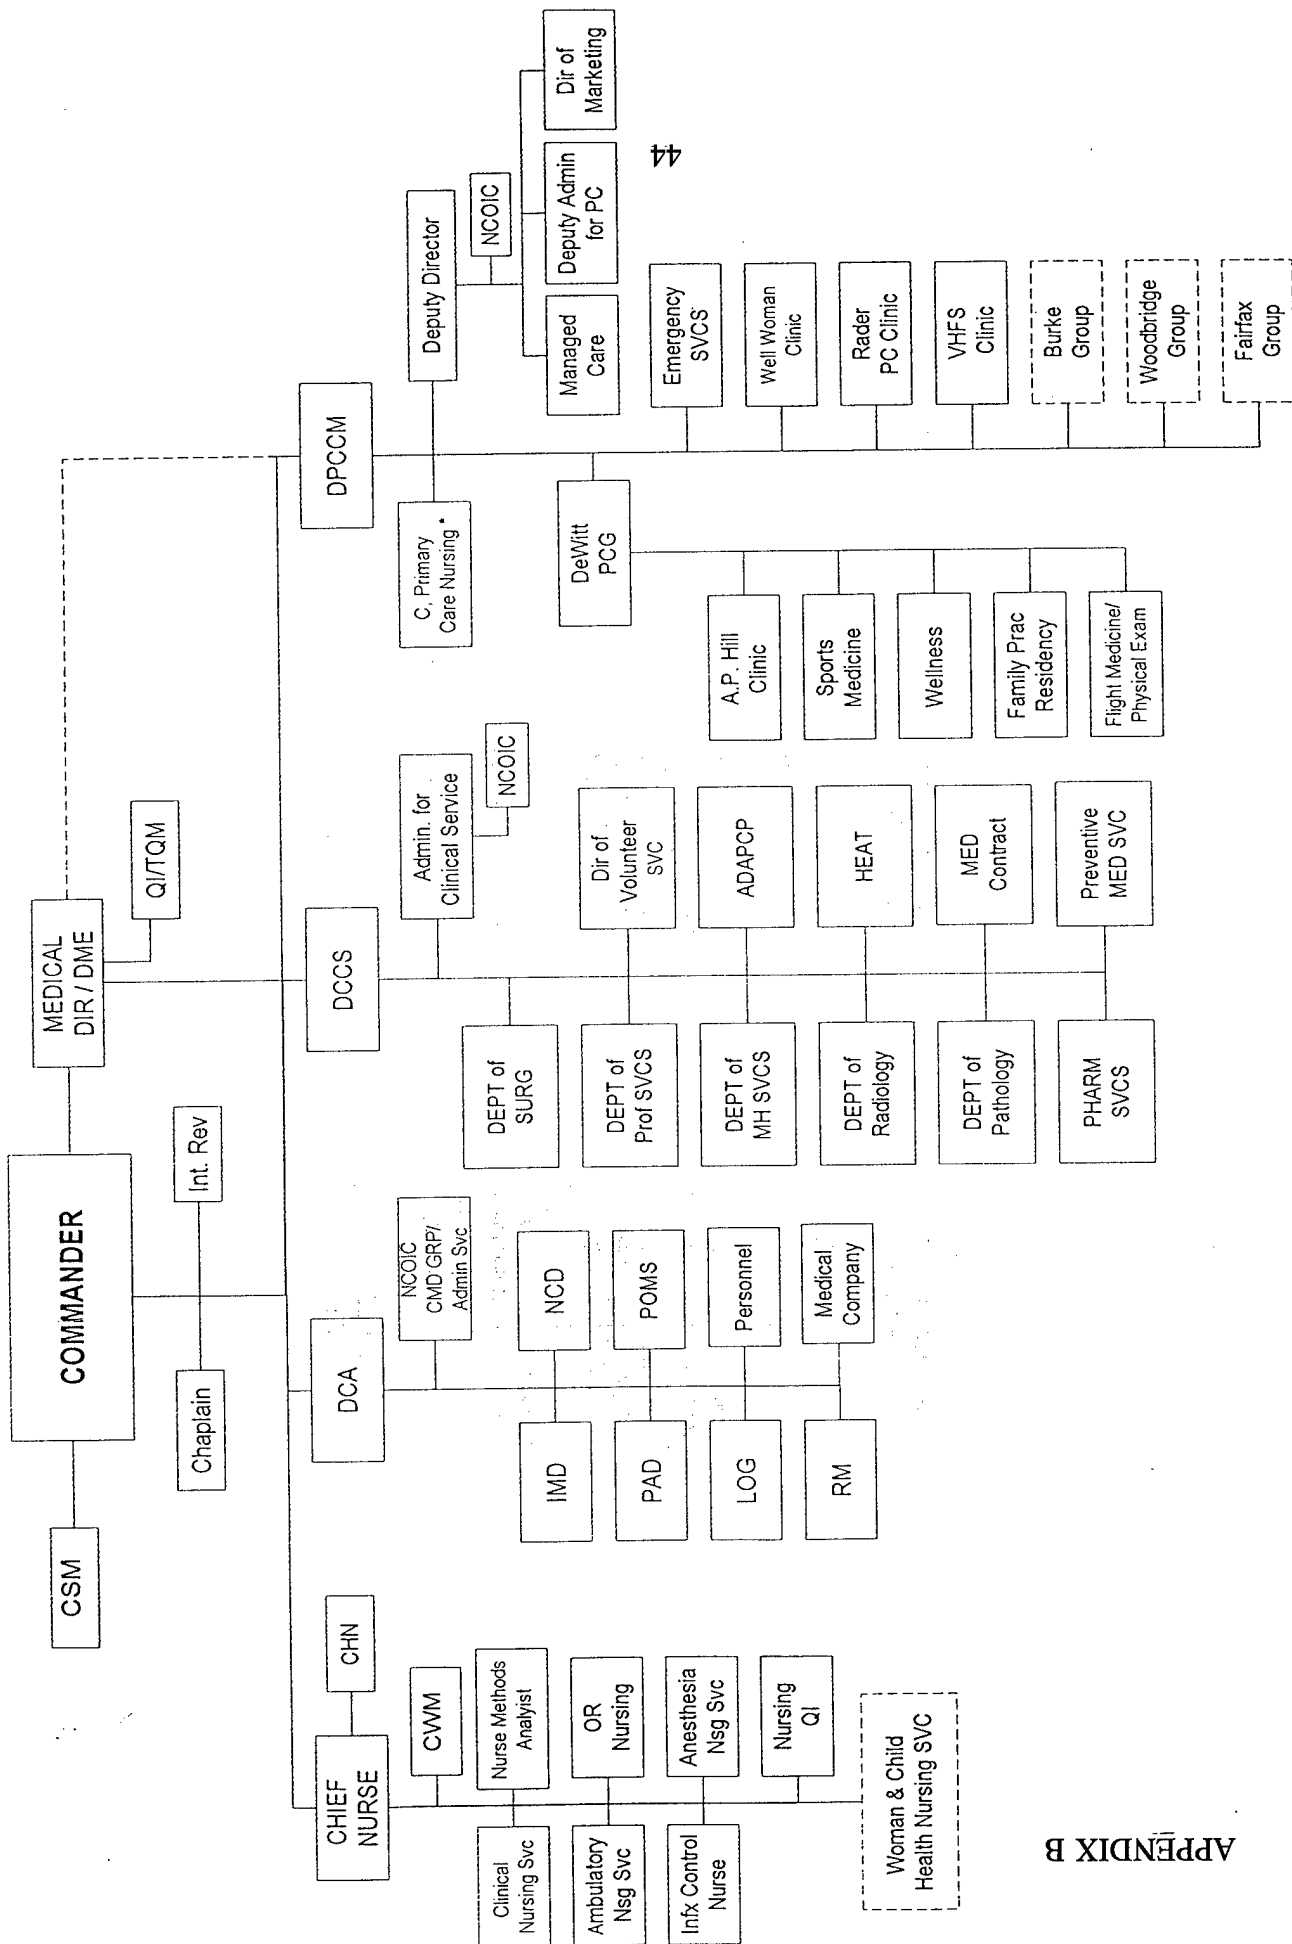 APPENDIX B
COMMANDER
CSM
MEDICAL
DIR / DME
QI/TQM
Chaplain
Int. Rev
CHIEF
NURSE
CHN
CWM
Clinical
Nursing Svc
Nurse Methods
Analyist
Ambulatory
Nsg Svc
OR
Nursing
Infx Control
Nurse
Anesthesia
Nsg Svc
Nursing
QI
Woman & Child
Health Nursing SVC
DCA
NCOIC
CMD GRP/
Admin Svc
IMD
NCD
PAD
POMS
LOG
Personnel
RM
Medical
Company
DCCS
Admin. for
Clinical Service
NCOIC
DEPT of
SURG
DEPT of
Prof SVCS
Dir of
Volunteer
SVC
DEPT of
MH SVCS
ADAPCP
DEPT of
Radiology
HEAT
DEPT of
Pathology
MED
Contract
PHARM
SVCS
Preventive
MED SVC
DPCCM
C, Primary
Care Nursing *
Deputy Director
NCOIC
Managed
Care
Deputy Admin
for PC
Dir of
Marketing
DeWitt
PCG
A.P. Hill
Clinic
Sports
Medicine
Wellness
Family Prac
Residency
Flight Medicine/
Physical Exam
Emergency
SVCS
Well Woman
Clinic
Rader
PC Clinic
VHFS
Clinic
Burke
Group
Woodbridge
Group
Fairfax
Group
44